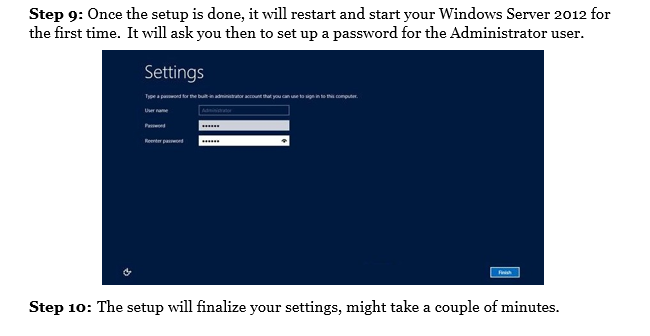 Step 9: Once the setup is done, it will restart and start your Windows Server 2012 for
the first time. It will ask you then to set up a password for the Administrator user.
Settings
Type a password for the built-in administrator account that you can use to sign in to this computer.
User name Administrator
Password ••••••
Reenter password ••••••
Finish
Step 10: The setup will finalize your settings, might take a couple of minutes.